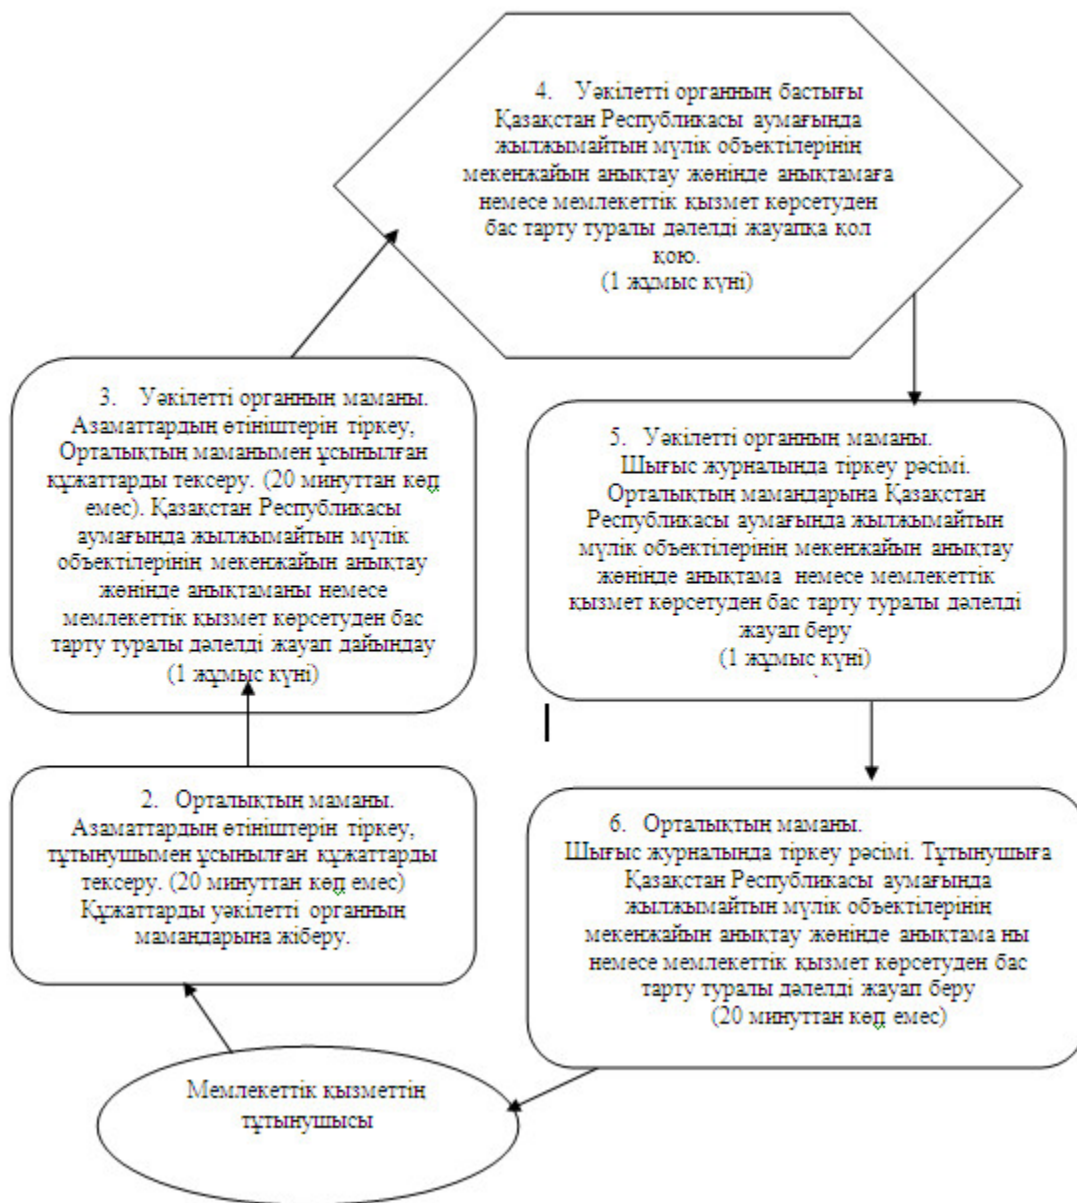 4. Уәкілетті органның бастығы
Қазақстан Республикасы аумағында
жылжымайтын мүлік объектілерінің
мекенжайын анықтау жөнінде анықтамаға
немесе мемлекеттік қызмет көрсетуден
бас тарту туралы дәлелді жауапқа қол
қою.
(1 жұмыс күні)
3. Уәкілетті органның маманы.
Азаматтардың өтініштерін тіркеу,
Орталықтың маманымен ұсынылған
құжаттарды тексеру. (20 минуттан көп
емес). Қазақстан Республикасы
аумағында жылжымайтын мүлік
объектілерінің мекенжайын анықтау
жөнінде анықтаманы немесе
мемлекеттік қызмет көрсетуден бас
тарту туралы дәлелді жауап дайындау
(1 жұмыс күні)
5. Уәкілетті органның маманы.
Шығыс журналында тіркеу рәсімі.
Орталықтың мамандарына Қазақстан
Республикасы аумағында жылжымайтын
мүлік объектілерінің мекенжайын анықтау
жөнінде анықтама немесе мемлекеттік
қызмет көрсетуден бас тарту туралы дәлелді
жауап беру
(1 жұмыс күні)
2. Орталықтың маманы.
Азаматтардың өтініштерін тіркеу,
тұтынушымен ұсынылған құжаттарды
тексеру. (20 минуттан көп емес)
Құжаттарды уәкілетті органның
мамандарына жіберу.
6. Орталықтың маманы.
Шығыс журналында тіркеу рәсімі. Тұтынушыға
Қазақстан Республикасы аумағында
жылжымайтын мүлік объектілерінің
мекенжайын анықтау жөнінде анықтама ны
немесе мемлекеттік қызмет көрсетуден бас
тарту туралы дәлелді жауап беру
(20 минуттан көп емес)
Мемлекеттік қызметтің
тұтынушысы